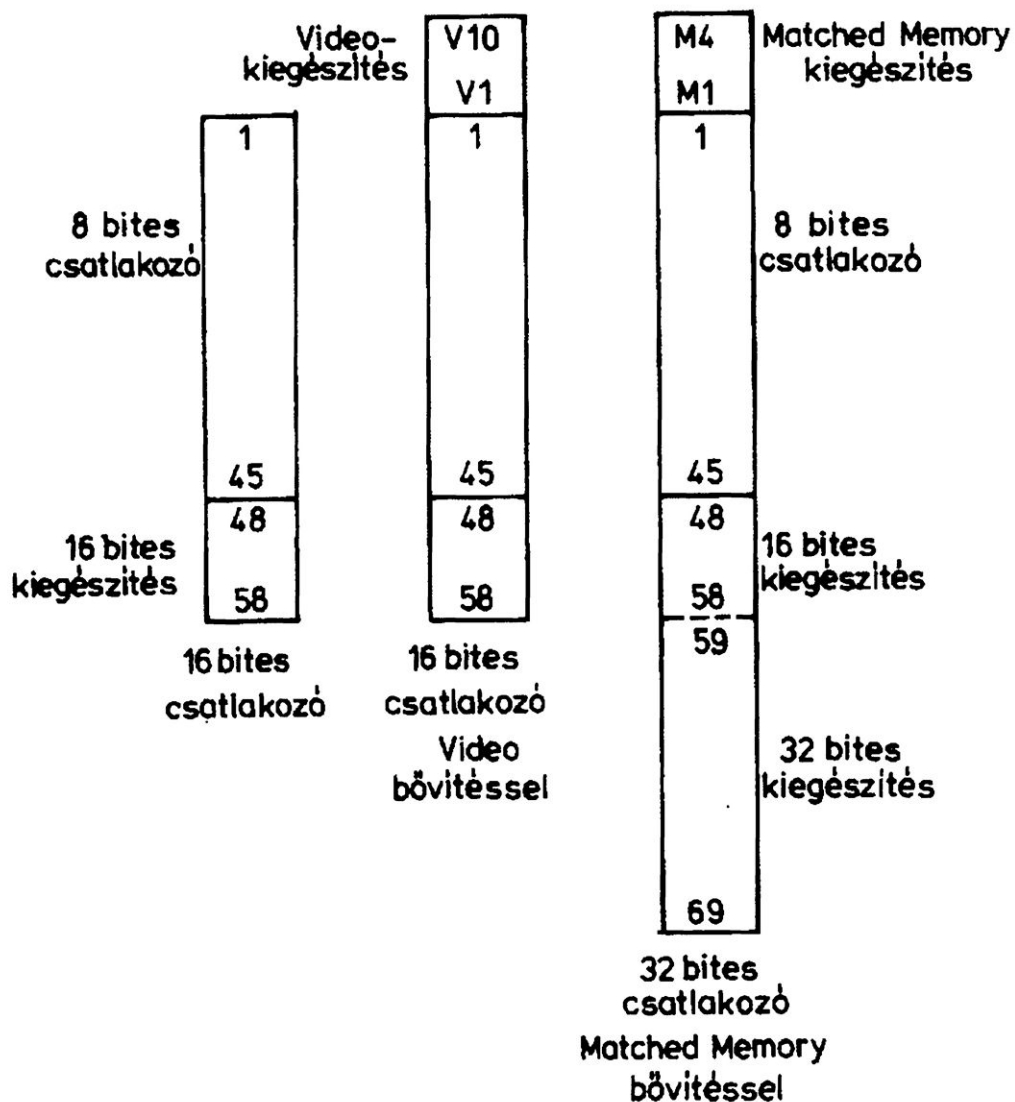 Video-
kiegészítés
V10
V1
1
8 bites
csatlakozó
1
45
48
16 bites
kiegészítés
58
16 bites
csatlakozó
45
48
58
16 bites
csatlakozó
Video
bővitéssel
M4
M1
Matched Memory
kiegészítés
1
8 bites
csatlakozó
45
48
16 bites
kiegészítés
58
59
32 bites
kiegészítés
69
32 bites
csatlakozó
Matched Memory
bővitéssel